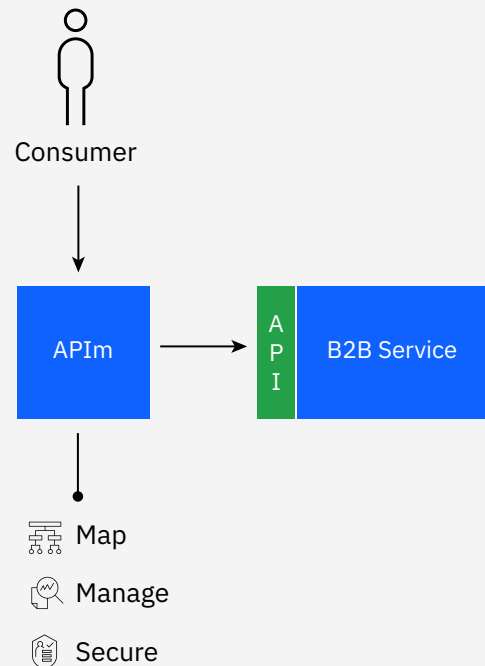 Consumer
APIm
A
P
I
B2B Service
Map
Manage
Secure